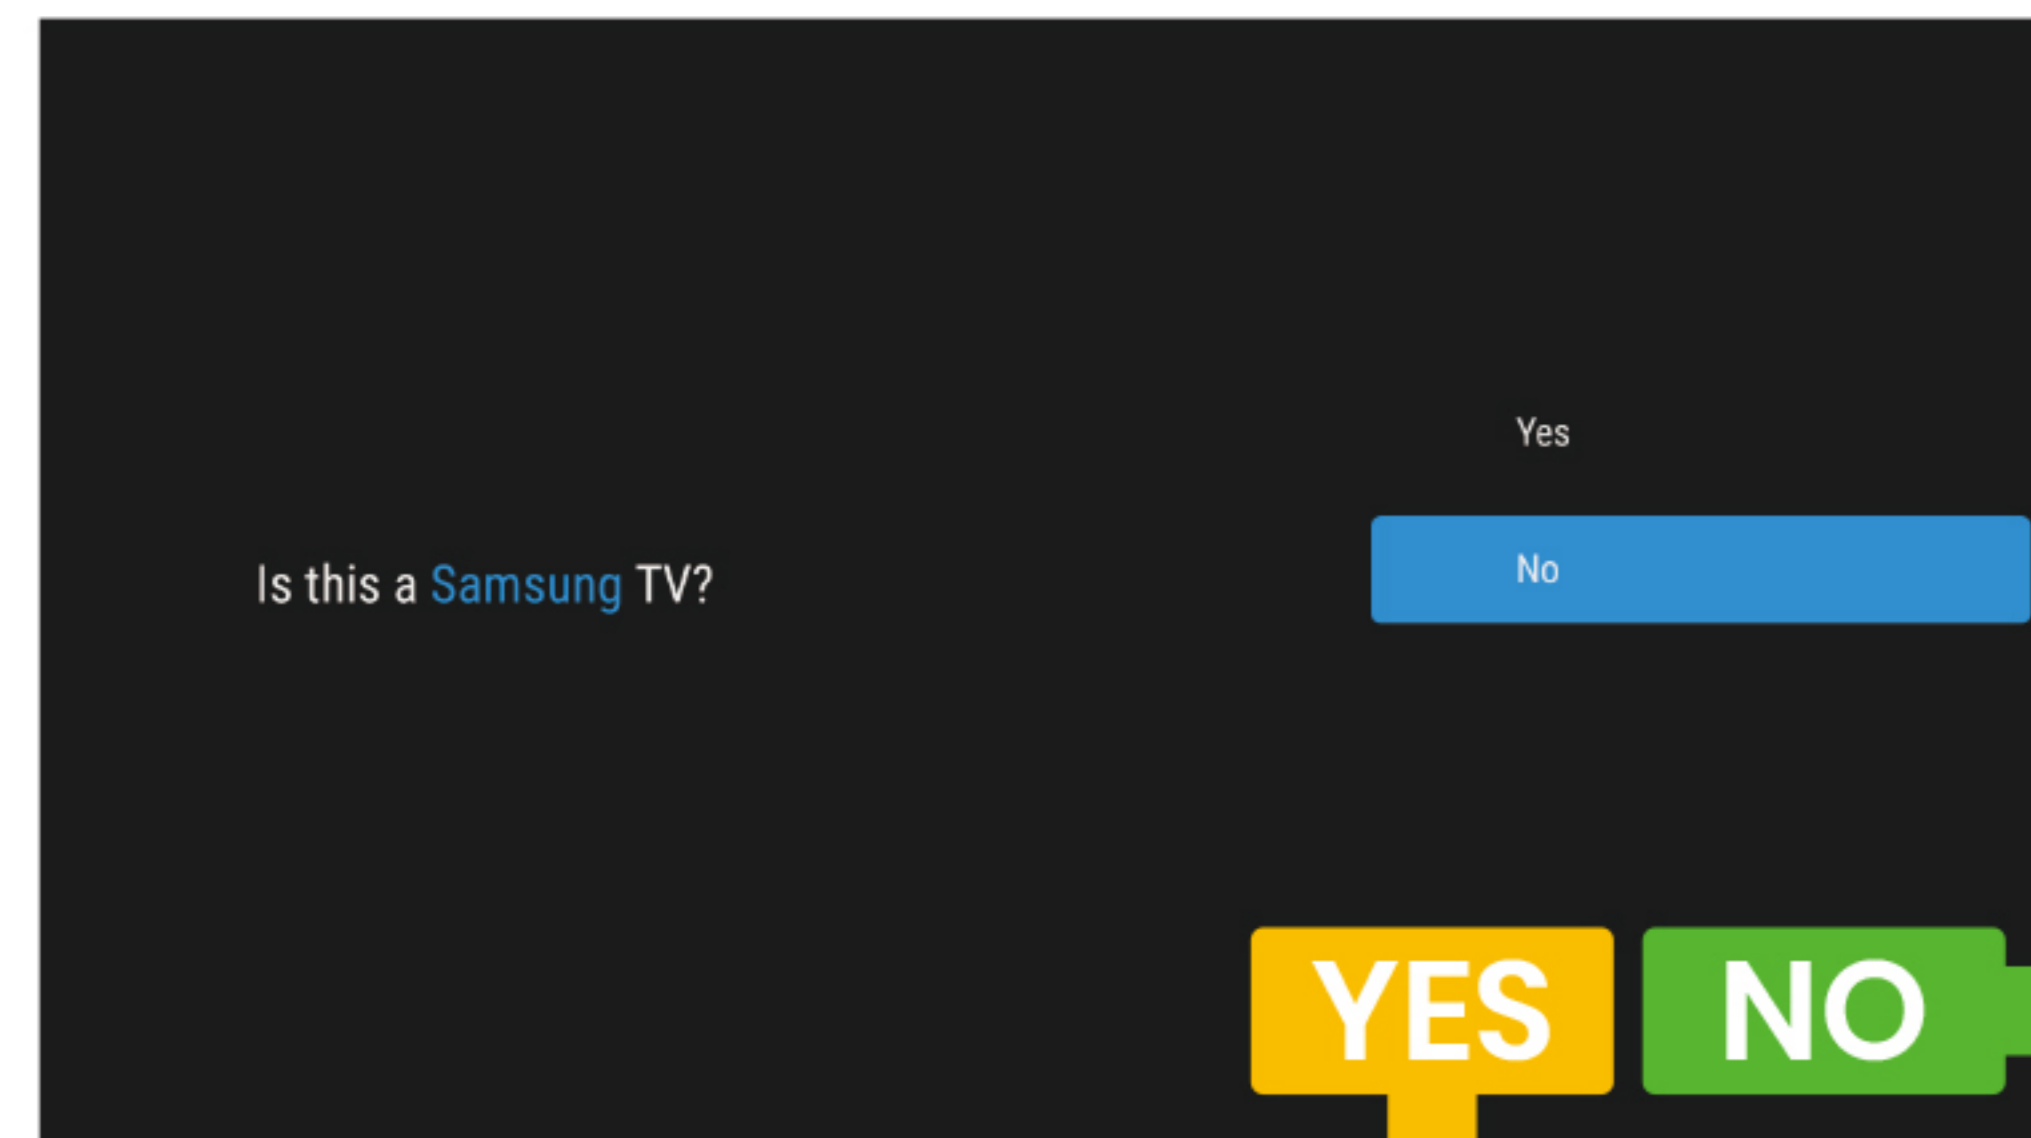 Yes
No
Is this a Samsung TV?
YES NO